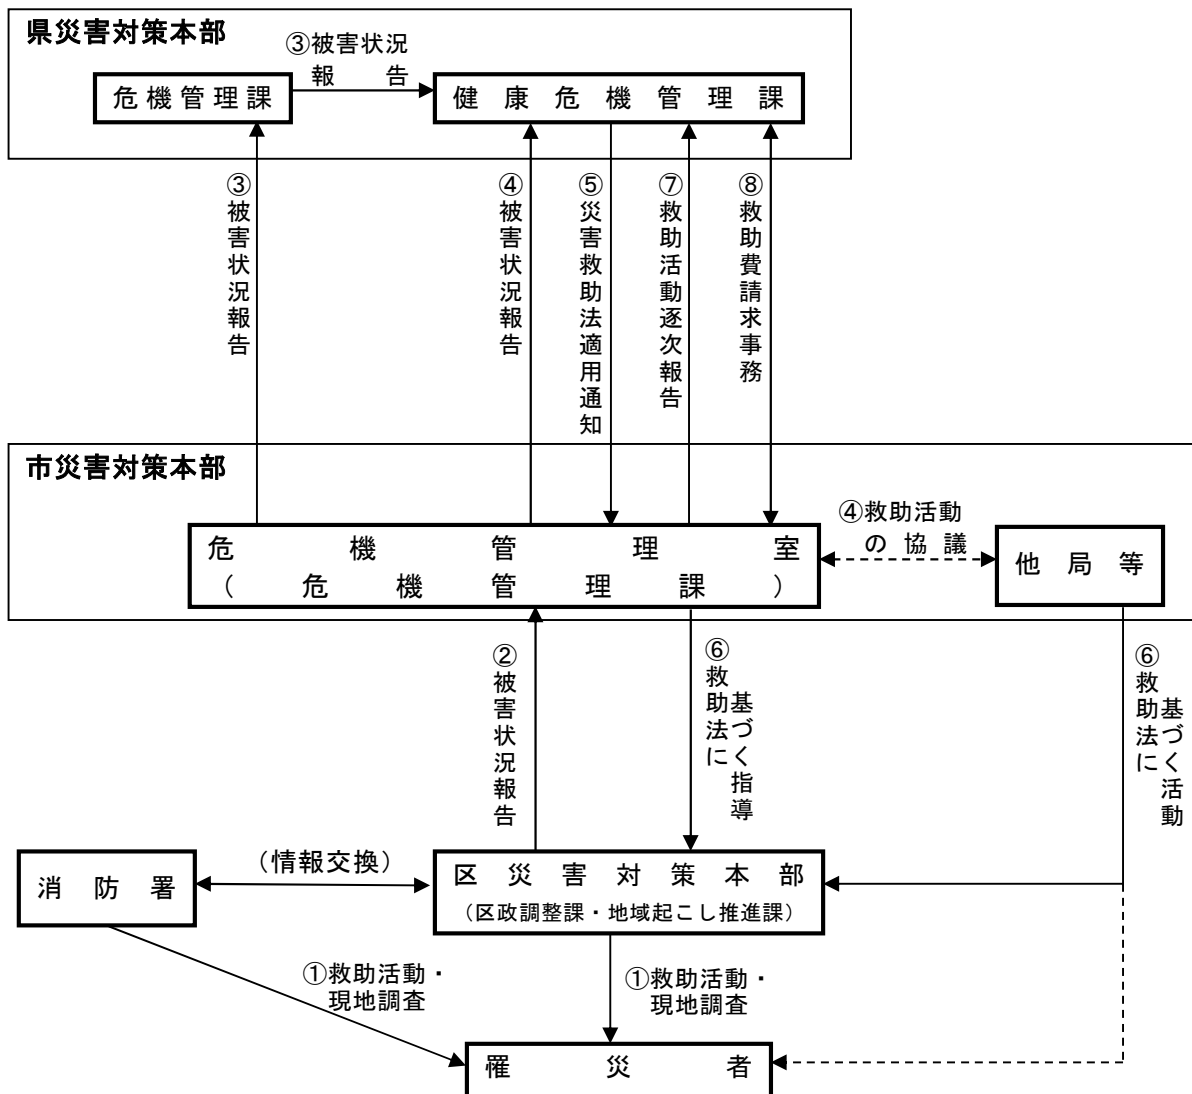 県災害対策本部
③被害状況
報告
危機管理課
健康危機管理課
③被害状況報告
④被害状況報告
⑤災害救助法適用通知
⑦救助活動逐次報告
⑧救助費請求事務
市災害対策本部
④救助活動
の協議
危機管理室
（危機管理課）
他局等
②被害状況報告
⑥救助法に
基づく指導
⑥救助法に
基づく活動
消防署
（情報交換）
区災害対策本部
（区政調整課・地域起こし推進課）
①救助活動・
現地調査
①救助活動・
現地調査
罹災者